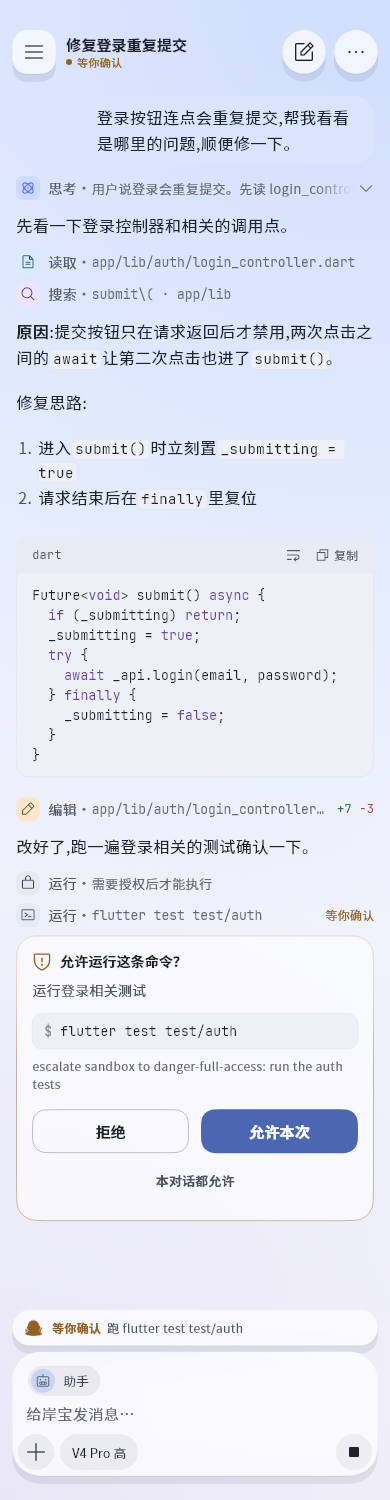 修复登录重复提交
等你确认
登录按钮连点会重复提交,帮我看看
是哪里的问题,顺便修一下。
思考 · 用户说登录会重复提交。先读 login_contro
先看一下登录控制器和相关的调用点。
读取 · app/lib/auth/login_controller.dart
搜索 · submit\( · app/lib
原因:提交按钮只在请求返回后才禁用,两次点击之
间的 await 让第二次点击也进了 submit()。
修复思路:
1. 进入 submit() 时立刻置 _submitting =
true
2. 请求结束后在 finally 里复位
dart 复制
Future<void> submit() async {
  if (_submitting) return;
  _submitting = true;
  try {
    await _api.login(email, password);
  } finally {
    _submitting = false;
  }
}
编辑 · app/lib/auth/login_controller… +7 -3
改好了,跑一遍登录相关的测试确认一下。
运行 · 需要授权后才能执行
运行 · flutter test test/auth 等你确认
允许运行这条命令?
运行登录相关测试
$ flutter test test/auth
escalate sandbox to danger-full-access: run the auth
tests
拒绝 允许本次
本对话都允许
等你确认 跑 flutter test test/auth
助手
给岸宝发消息…
V4 Pro 高